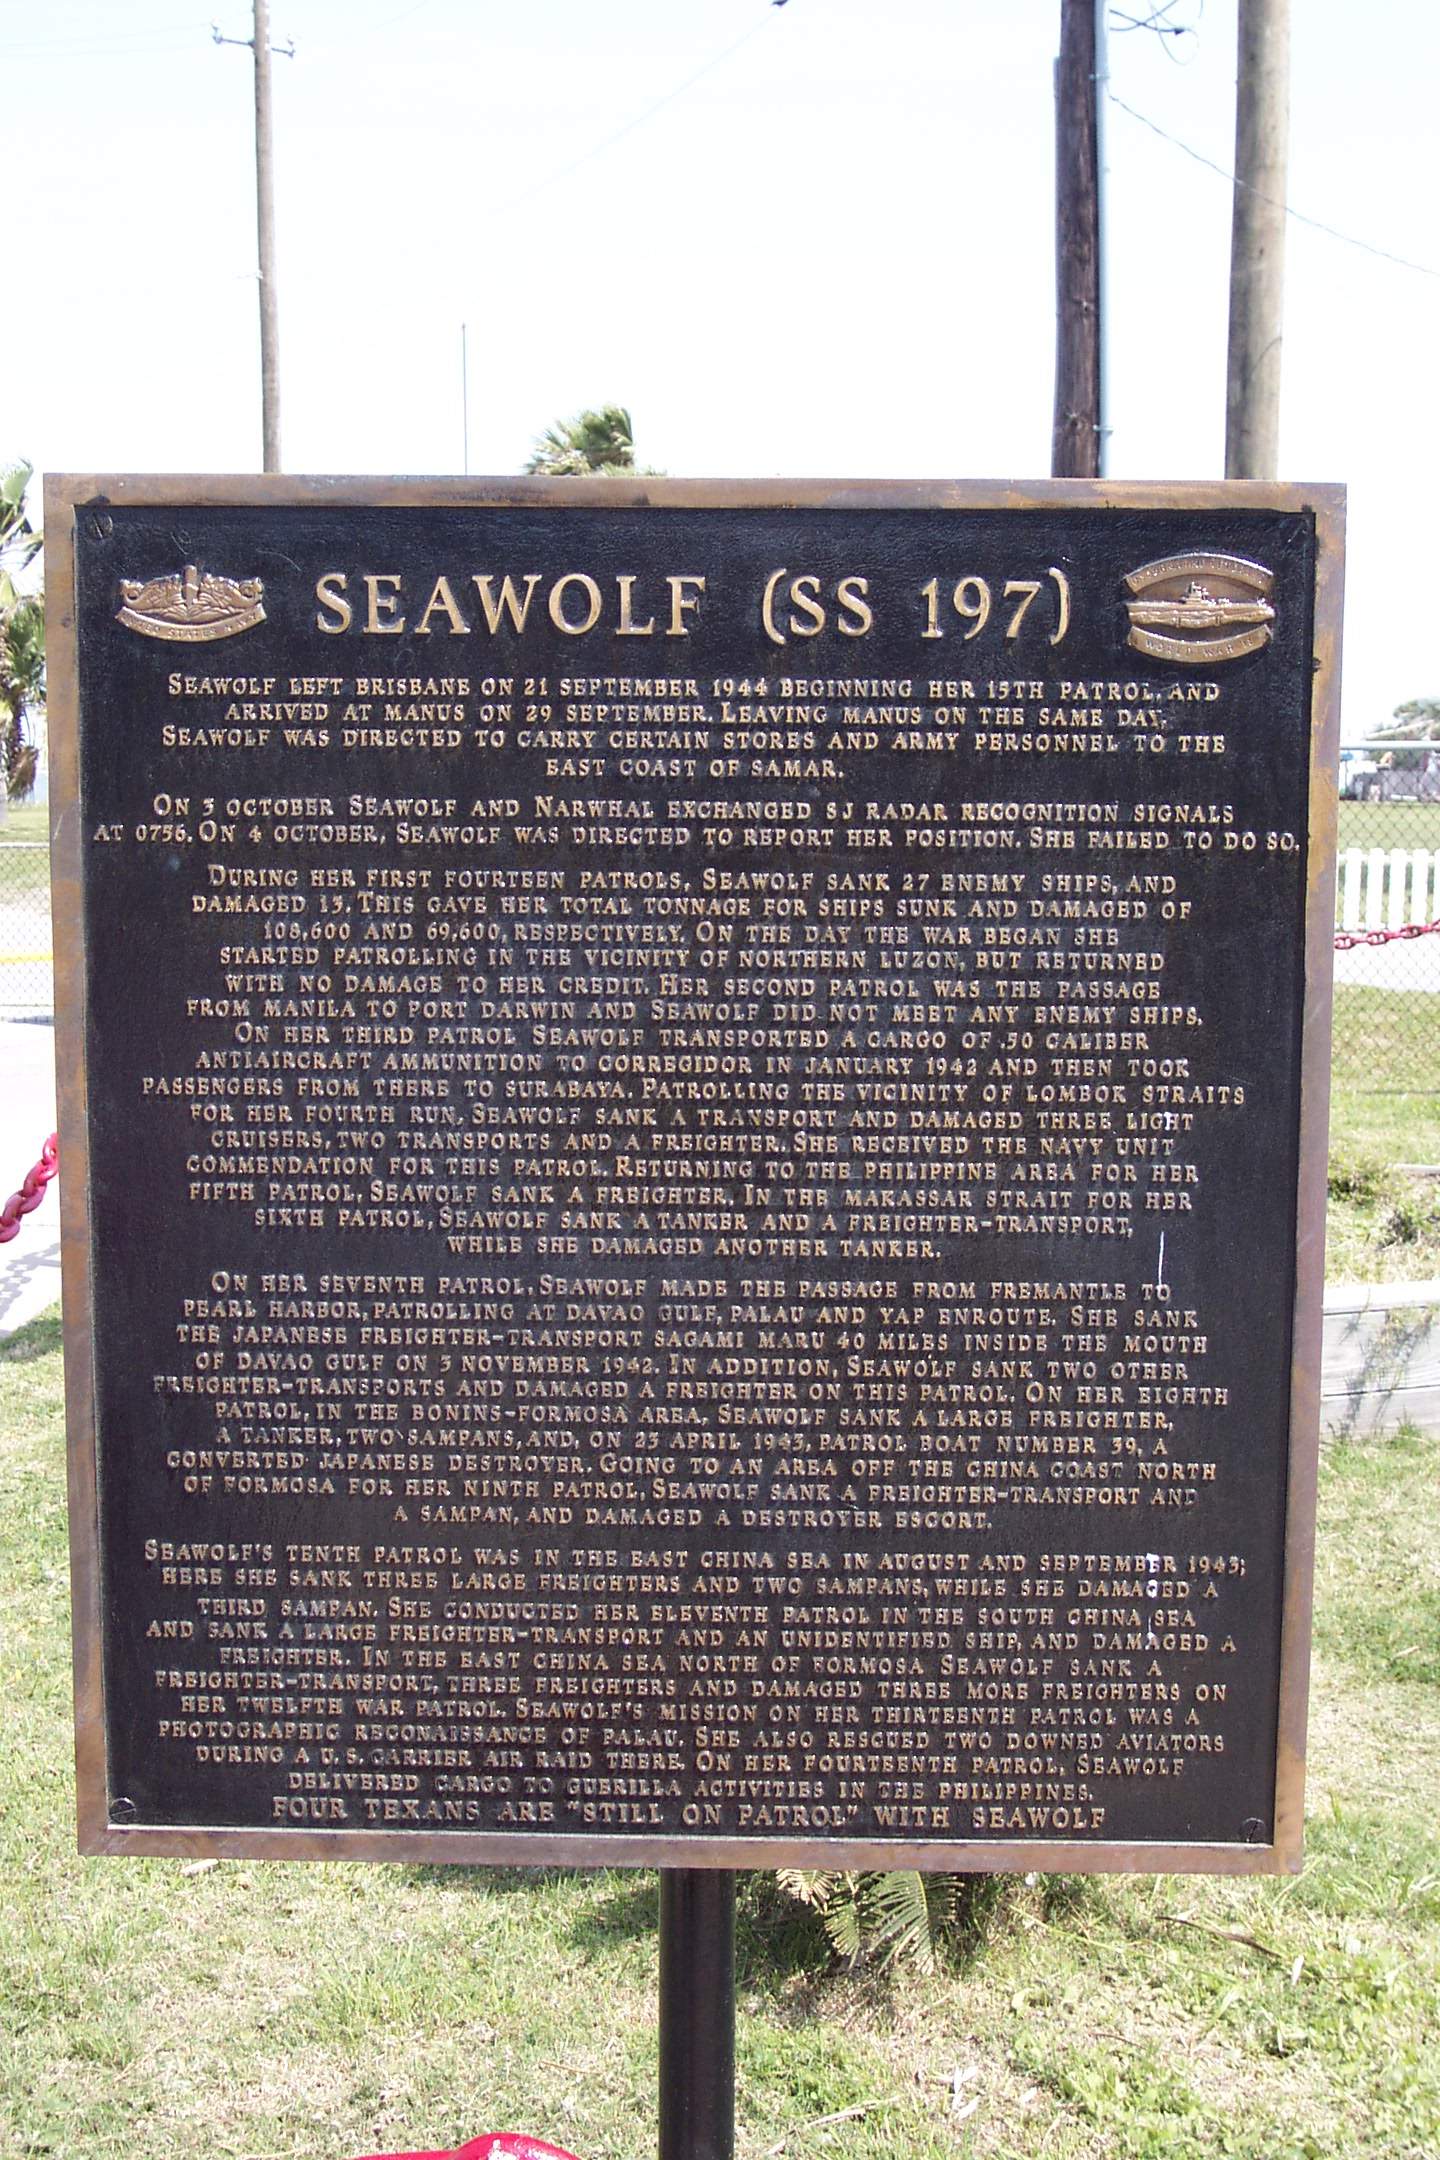 SEAWOLF (SS 197)
UNITED STATES NAVY
WORLD WAR II
SEAWOLF LEFT BRISBANE ON 21 SEPTEMBER 1944 BEGINNING HER 15TH PATROL, AND
ARRIVED AT MANUS ON 29 SEPTEMBER. LEAVING MANUS ON THE SAME DAY,
SEAWOLF WAS DIRECTED TO CARRY CERTAIN STORES AND ARMY PERSONNEL TO THE
EAST COAST OF SAMAR.
ON 3 OCTOBER SEAWOLF AND NARWHAL EXCHANGED SJ RADAR RECOGNITION SIGNALS
AT 0756. ON 4 OCTOBER, SEAWOLF WAS DIRECTED TO REPORT HER POSITION. SHE FAILED TO DO SO.
DURING HER FIRST FOURTEEN PATROLS, SEAWOLF SANK 27 ENEMY SHIPS, AND
DAMAGED 13. THIS GAVE HER TOTAL TONNAGE FOR SHIPS SUNK AND DAMAGED OF
108,600 AND 69,600, RESPECTIVELY. ON THE DAY THE WAR BEGAN SHE
STARTED PATROLLING IN THE VICINITY OF NORTHERN LUZON, BUT RETURNED
WITH NO DAMAGE TO HER CREDIT. HER SECOND PATROL WAS THE PASSAGE
FROM MANILA TO PORT DARWIN AND SEAWOLF DID NOT MEET ANY ENEMY SHIPS.
ON HER THIRD PATROL SEAWOLF TRANSPORTED A CARGO OF .50 CALIBER
ANTIAIRCRAFT AMMUNITION TO CORREGIDOR IN JANUARY 1942 AND THEN TOOK
PASSENGERS FROM THERE TO SURABAYA. PATROLLING THE VICINITY OF LOMBOK STRAITS
FOR HER FOURTH RUN, SEAWOLF SANK A TRANSPORT AND DAMAGED THREE LIGHT
CRUISERS, TWO TRANSPORTS AND A FREIGHTER. SHE RECEIVED THE NAVY UNIT
COMMENDATION FOR THIS PATROL. RETURNING TO THE PHILIPPINE AREA FOR HER
FIFTH PATROL, SEAWOLF SANK A FREIGHTER. IN THE MAKASSAR STRAIT FOR HER
SIXTH PATROL, SEAWOLF SANK A TANKER AND A FREIGHTER-TRANSPORT,
WHILE SHE DAMAGED ANOTHER TANKER.
ON HER SEVENTH PATROL, SEAWOLF MADE THE PASSAGE FROM FREMANTLE TO
PEARL HARBOR, PATROLLING AT DAVAO GULF, PALAU AND YAP ENROUTE. SHE SANK
THE JAPANESE FREIGHTER-TRANSPORT SAGAMI MARU 40 MILES INSIDE THE MOUTH
OF DAVAO GULF ON 3 NOVEMBER 1942. IN ADDITION, SEAWOLF SANK TWO OTHER
FREIGHTER-TRANSPORTS AND DAMAGED A FREIGHTER ON THIS PATROL. ON HER EIGHTH
PATROL, IN THE BONINS-FORMOSA AREA, SEAWOLF SANK A LARGE FREIGHTER,
A TANKER, TWO SAMPANS, AND, ON 23 APRIL 1943, PATROL BOAT NUMBER 39, A
CONVERTED JAPANESE DESTROYER. GOING TO AN AREA OFF THE CHINA COAST NORTH
OF FORMOSA FOR HER NINTH PATROL, SEAWOLF SANK A FREIGHTER-TRANSPORT AND
A SAMPAN, AND DAMAGED A DESTROYER ESCORT.
SEAWOLF'S TENTH PATROL WAS IN THE EAST CHINA SEA IN AUGUST AND SEPTEMBER 1943;
HERE SHE SANK THREE LARGE FREIGHTERS AND TWO SAMPANS, WHILE SHE DAMAGED A
THIRD SAMPAN. SHE CONDUCTED HER ELEVENTH PATROL IN THE SOUTH CHINA SEA
AND SANK A LARGE FREIGHTER-TRANSPORT AND AN UNIDENTIFIED SHIP, AND DAMAGED A
FREIGHTER. IN THE EAST CHINA SEA NORTH OF FORMOSA SEAWOLF SANK A
FREIGHTER-TRANSPORT, THREE FREIGHTERS AND DAMAGED THREE MORE FREIGHTERS ON
HER TWELFTH WAR PATROL. SEAWOLF'S MISSION ON HER THIRTEENTH PATROL WAS A
PHOTOGRAPHIC RECONAISSANCE OF PALAU. SHE ALSO RESCUED TWO DOWNED AVIATORS
DURING A U.S. CARRIER AIR RAID THERE. ON HER FOURTEENTH PATROL, SEAWOLF
DELIVERED CARGO TO GUERILLA ACTIVITIES IN THE PHILIPPINES.
FOUR TEXANS ARE "STILL ON PATROL" WITH SEAWOLF